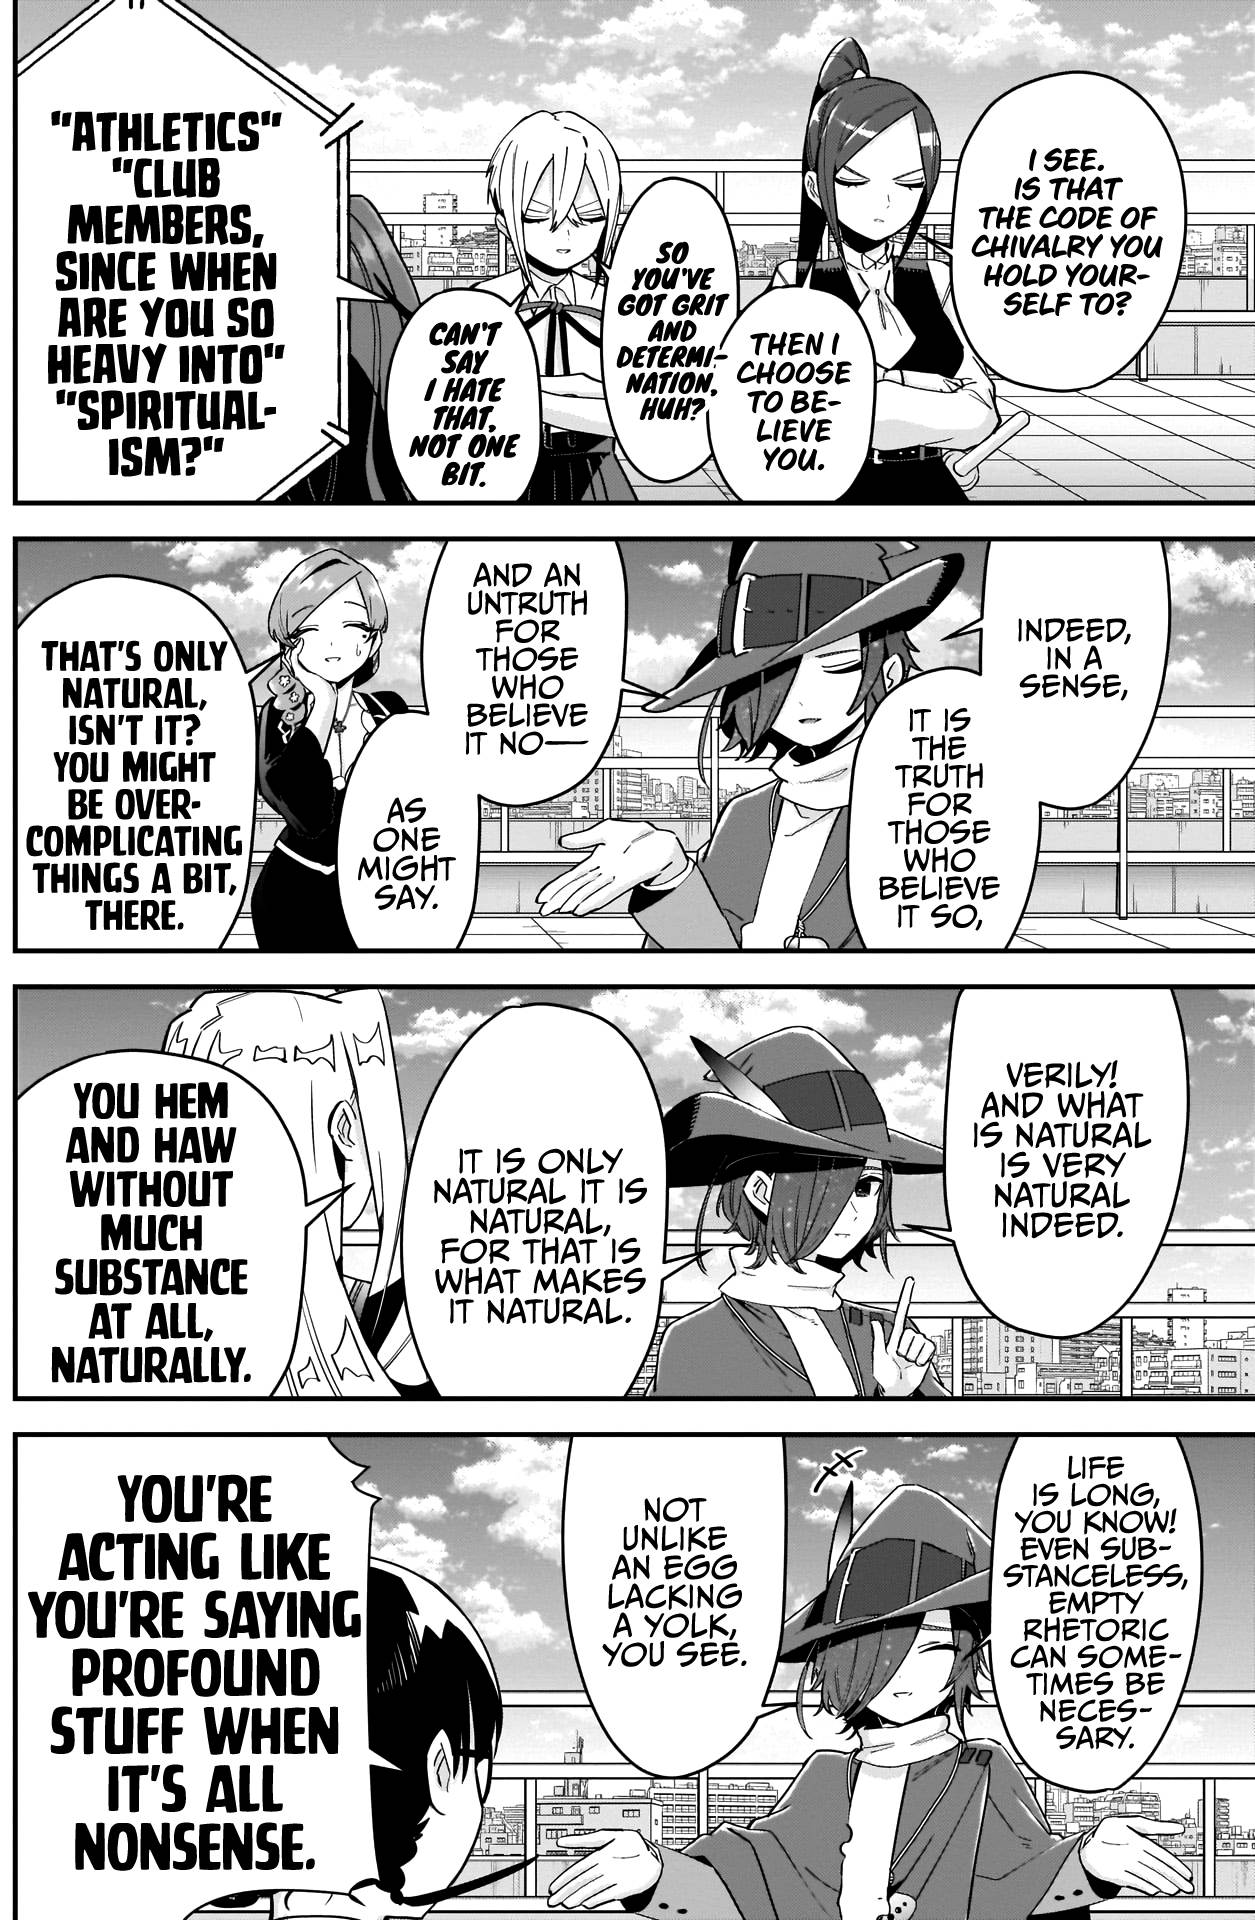 I SEE.
IS THAT
THE CODE OF
CHIVALRY YOU
HOLD YOUR-
SELF TO?
THEN I
CHOOSE
TO BE-
LIEVE
YOU.
SO
YOU'VE
GOT GRIT
AND
DETERMI-
NATION,
HUH?
CAN'T
SAY
I HATE
THAT,
NOT ONE
BIT.
"ATHLETICS"
"CLUB
MEMBERS,
SINCE WHEN
ARE YOU SO
HEAVY INTO"
"SPIRITUAL-
ISM?"
INDEED,
IN A
SENSE,
IT IS
THE
TRUTH
FOR
THOSE
WHO
BELIEVE
IT SO,
AND AN
UNTRUTH
FOR
THOSE
WHO
BELIEVE
IT NO—
AS
ONE
MIGHT
SAY.
THAT'S ONLY
NATURAL,
ISN'T IT?
YOU MIGHT
BE OVER-
COMPLICATING
THINGS A BIT,
THERE.
VERILY!
AND WHAT
IS NATURAL
IS VERY
NATURAL
INDEED.
IT IS ONLY
NATURAL IT IS
NATURAL,
FOR THAT IS
WHAT MAKES
IT NATURAL.
YOU HEM
AND HAW
WITHOUT
MUCH
SUBSTANCE
AT ALL,
NATURALLY.
LIFE
IS LONG,
YOU KNOW!
EVEN SUB-
STANCELESS,
EMPTY
RHETORIC
CAN SOME-
TIMES BE
NECES-
SARY.
NOT
UNLIKE
AN EGG
LACKING
A YOLK,
YOU SEE.
YOU'RE
ACTING LIKE
YOU'RE SAYING
PROFOUND
STUFF WHEN
IT'S ALL
NONSENSE.